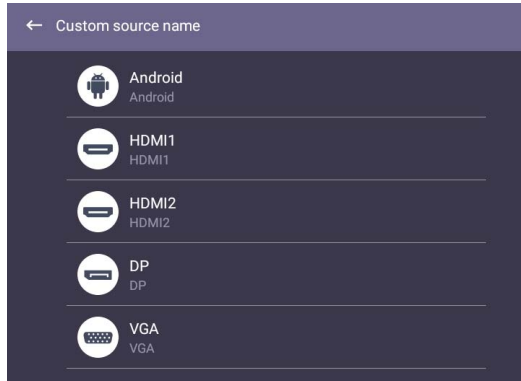 Custom source name
Android
Android
HDMI1
HDMI1
HDMI2
HDMI2
DP
DP
VGA
VGA